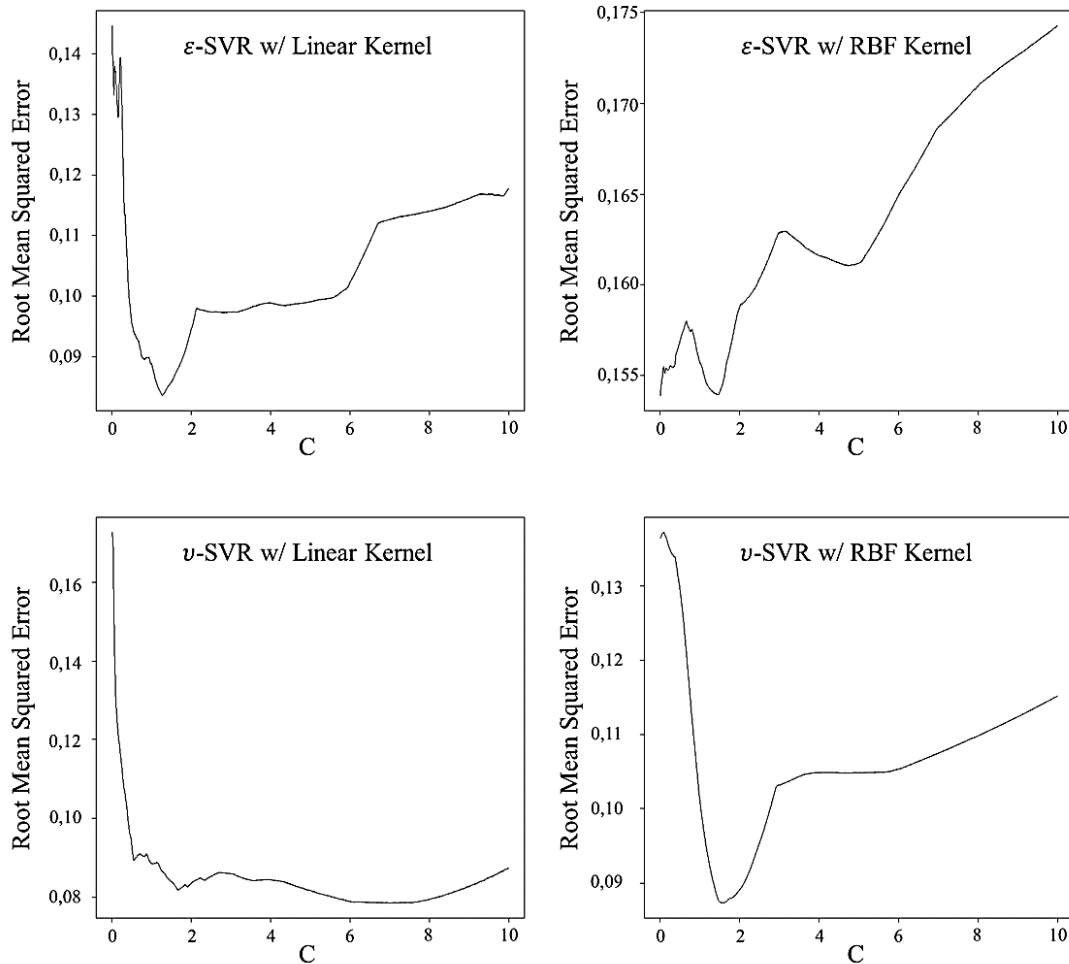 ε-SVR w/ Linear Kernel
Root Mean Squared Error
0,14
0,13
0,12
0,11
0,10
0,09
0 2 4 6 8 10
C
ε-SVR w/ RBF Kernel
Root Mean Squared Error
0,175
0,170
0,165
0,160
0,155
0 2 4 6 8 10
C
υ-SVR w/ Linear Kernel
Root Mean Squared Error
0,16
0,14
0,12
0,10
0,08
0 2 4 6 8 10
C
υ-SVR w/ RBF Kernel
Root Mean Squared Error
0,13
0,12
0,11
0,10
0,09
0 2 4 6 8 10
C